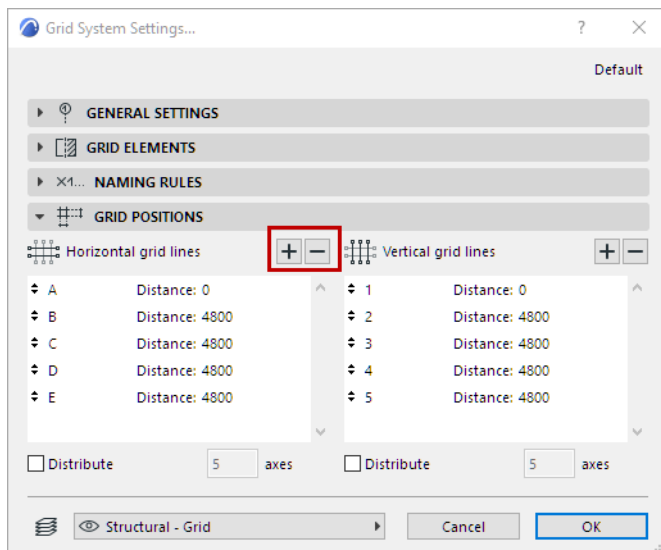 Grid System Settings...
?
Default
GENERAL SETTINGS
GRID ELEMENTS
X1... NAMING RULES
GRID POSITIONS
Horizontal grid lines + − Vertical grid lines + −
A Distance: 0 1 Distance: 0
B Distance: 4800 2 Distance: 4800
C Distance: 4800 3 Distance: 4800
D Distance: 4800 4 Distance: 4800
E Distance: 4800 5 Distance: 4800
Distribute 5 axes Distribute 5 axes
Structural - Grid Cancel OK